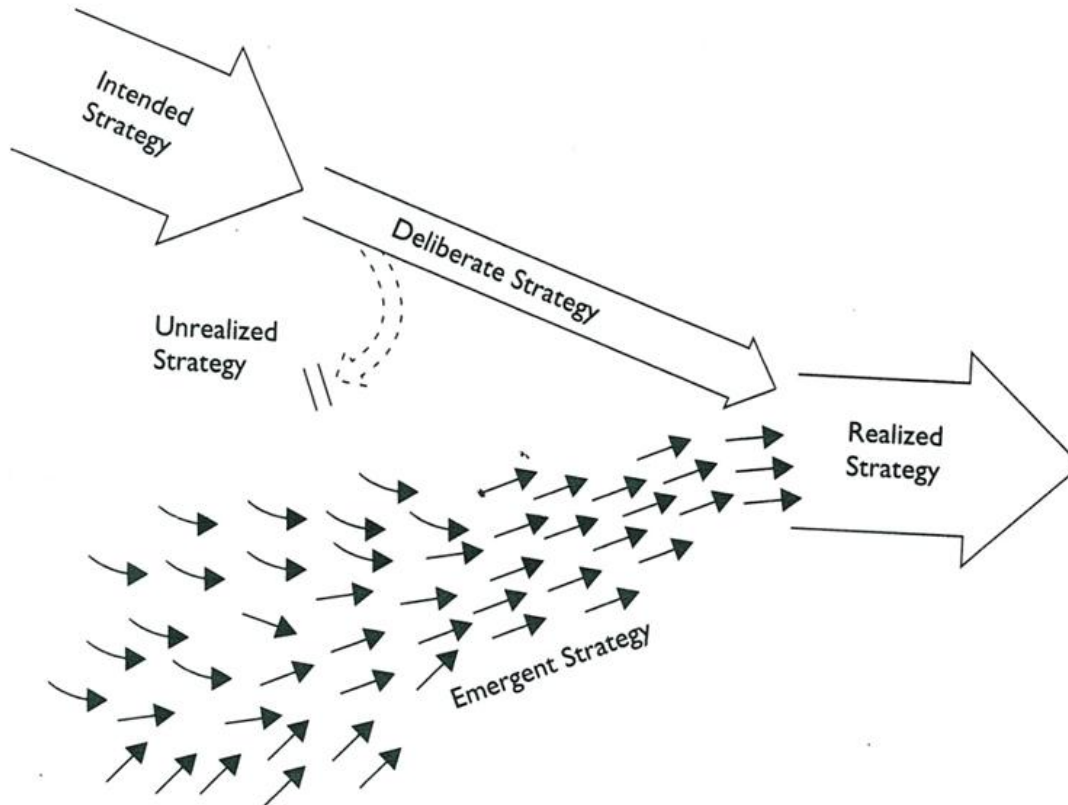 Intended
Strategy
Deliberate Strategy
Unrealized
Strategy
Realized
Strategy
Emergent Strategy